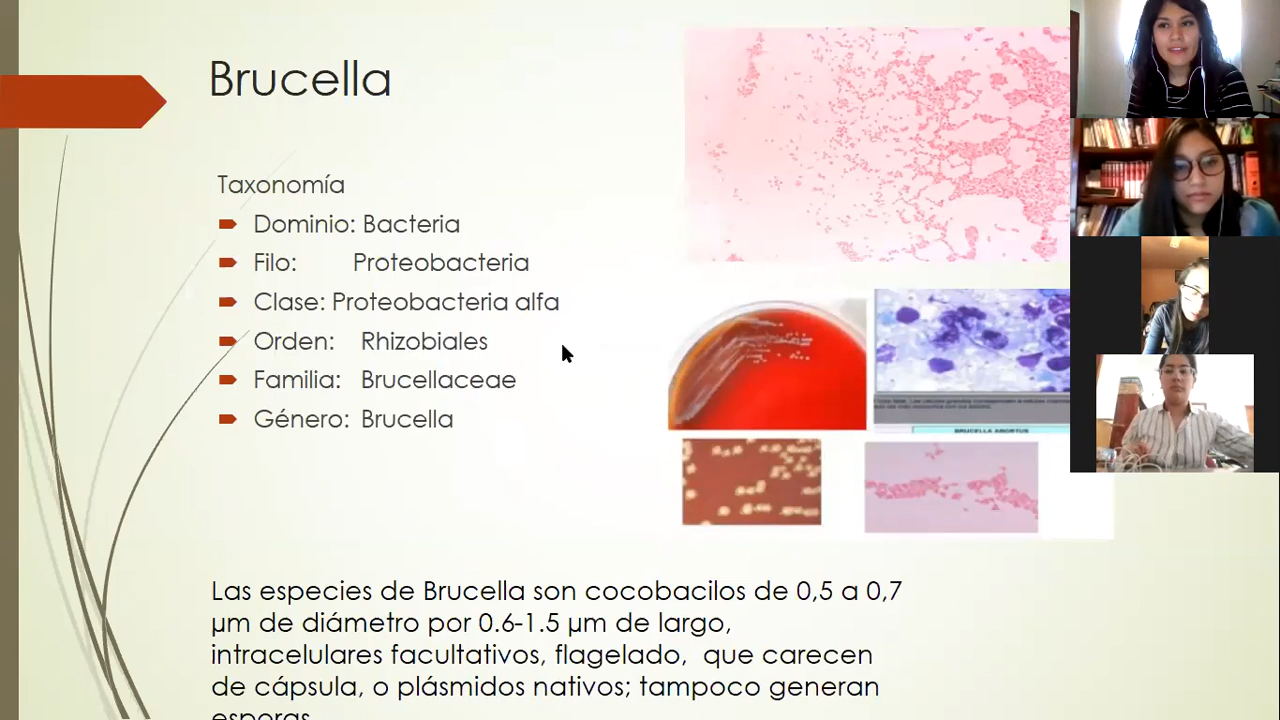 Brucella
Taxonomía
Dominio: Bacteria
Filo: Proteobacteria
Clase: Proteobacteria alfa
Orden: Rhizobiales
Familia: Brucellaceae
Género: Brucella
BRUCELLA ABORTUS
Las especies de Brucella son cocobacilos de 0,5 a 0,7
µm de diámetro por 0.6-1.5 µm de largo,
intracelulares facultativos, flagelado, que carecen
de cápsula, o plásmidos nativos; tampoco generan
esporas